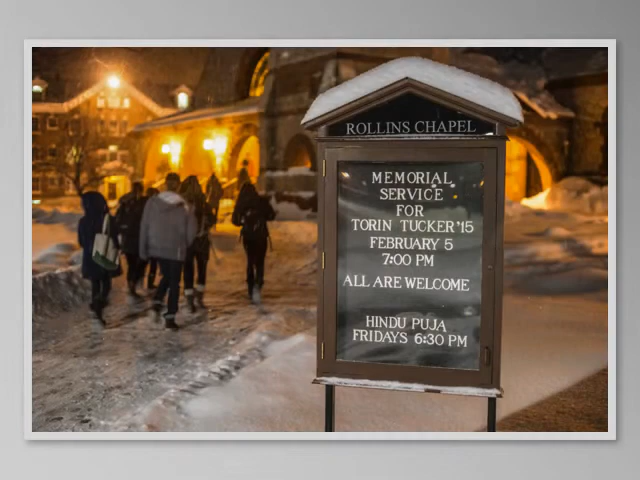 ROLLINS CHAPEL
MEMORIAL
SERVICE
FOR
TORIN TUCKER'15
FEBRUARY 5
7:00 PM
ALL ARE WELCOME
HINDU PUJA
FRIDAYS 6:30 PM